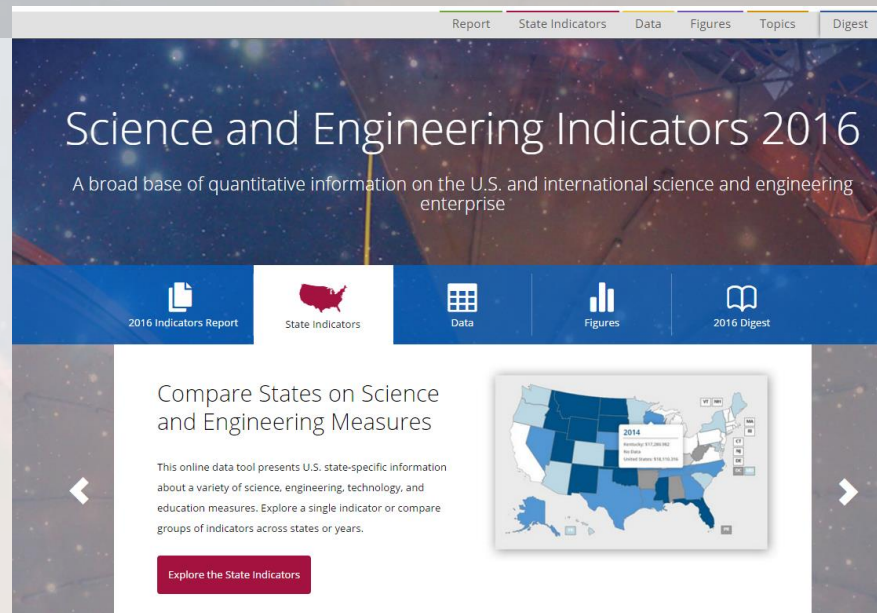 Report State Indicators Data Figures Topics Digest
Science and Engineering Indicators 2016
A broad base of quantitative information on the U.S. and international science and engineering
enterprise
2016 Indicators Report State Indicators Data Figures 2016 Digest
Compare States on Science
and Engineering Measures
This online data tool presents U.S. state-specific information
about a variety of science, engineering, technology, and
education measures. Explore a single indicator or compare
groups of indicators across states or years.
Explore the State Indicators
2014
No Data
VT NH
MA
RI
CT
NJ
DE
PR